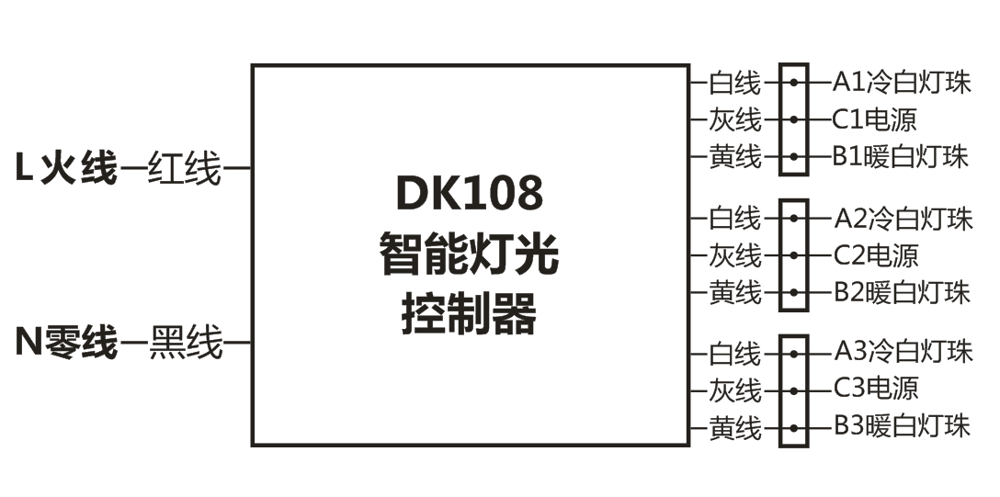 L火线 红线
N零线 黑线
DK108
智能灯光
控制器
白线 A1冷白灯珠
灰线 C1电源
黄线 B1暖白灯珠
白线 A2冷白灯珠
灰线 C2电源
黄线 B2暖白灯珠
白线 A3冷白灯珠
灰线 C3电源
黄线 B3暖白灯珠